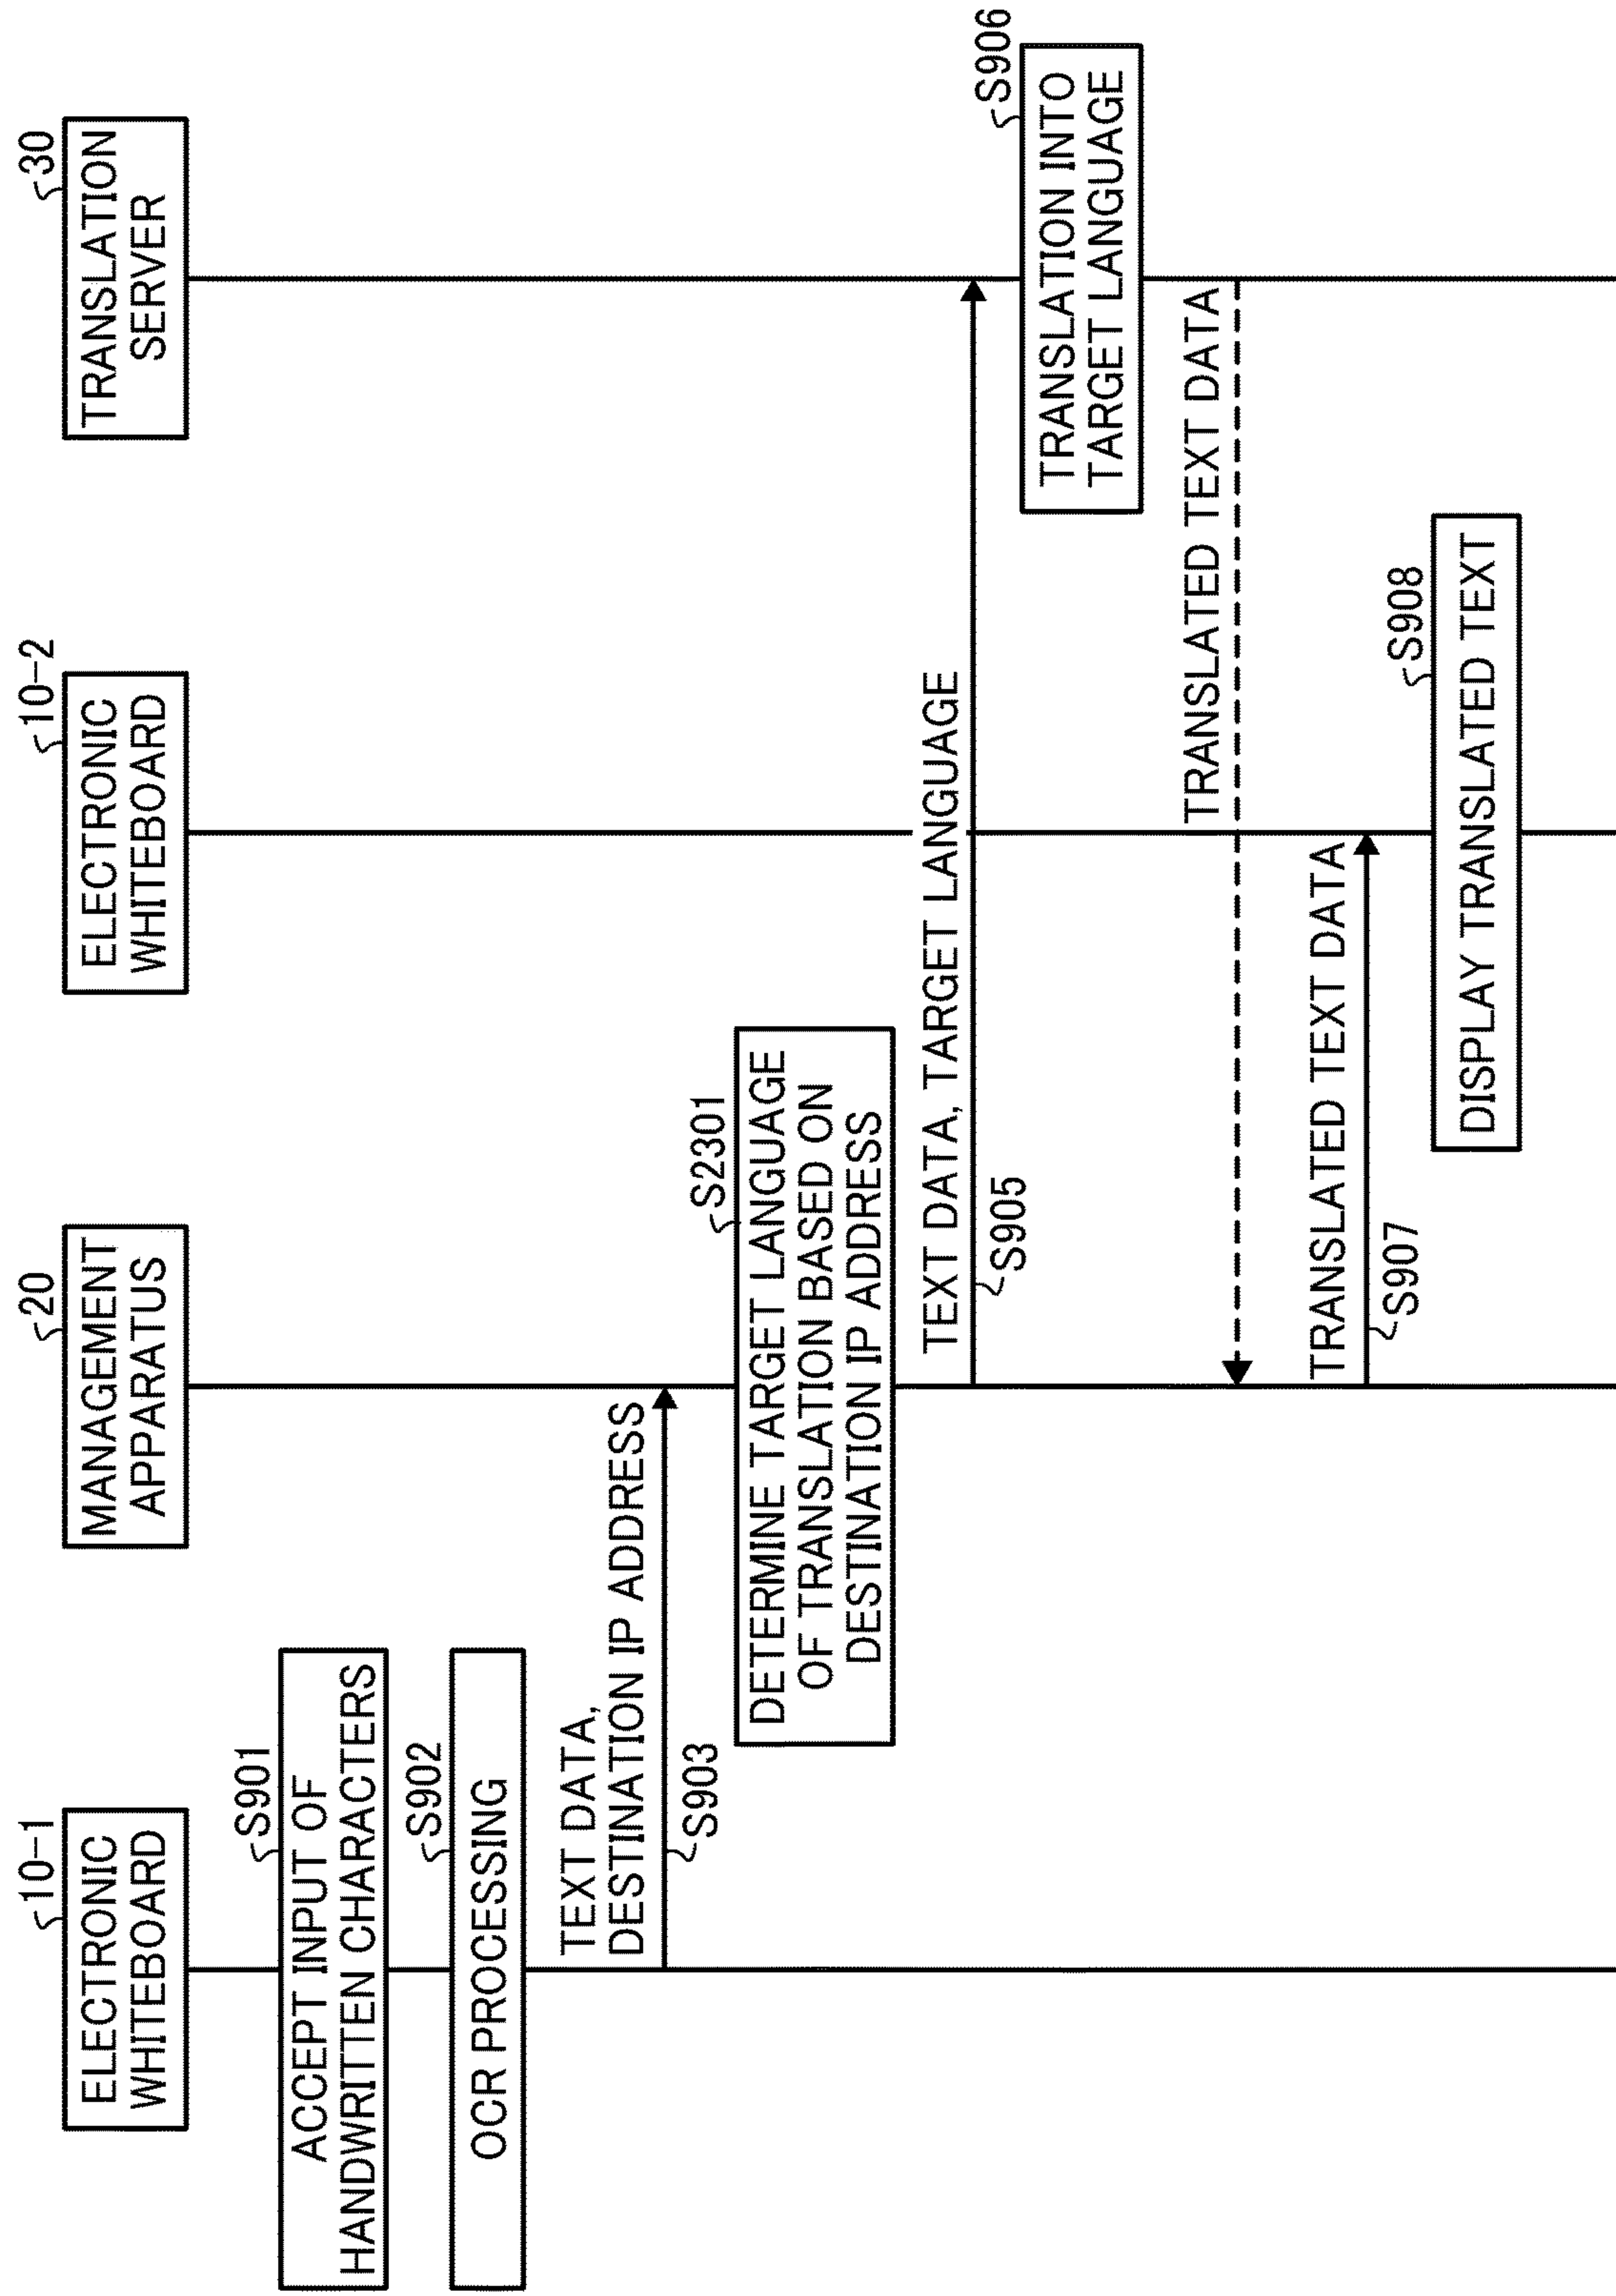 10-1
ELECTRONIC
WHITEBOARD
20
MANAGEMENT
APPARATUS
10-2
ELECTRONIC
WHITEBOARD
30
TRANSLATION
SERVER
S901
ACCEPT INPUT OF
HANDWRITTEN CHARACTERS
S902
OCR PROCESSING
TEXT DATA,
DESTINATION IP ADDRESS
S903
S2301
DETERMINE TARGET LANGUAGE
OF TRANSLATION BASED ON
DESTINATION IP ADDRESS
TEXT DATA, TARGET LANGUAGE
S905
S906
TRANSLATION INTO
TARGET LANGUAGE
TRANSLATED TEXT DATA
TRANSLATED TEXT DATA
S907
S908
DISPLAY TRANSLATED TEXT